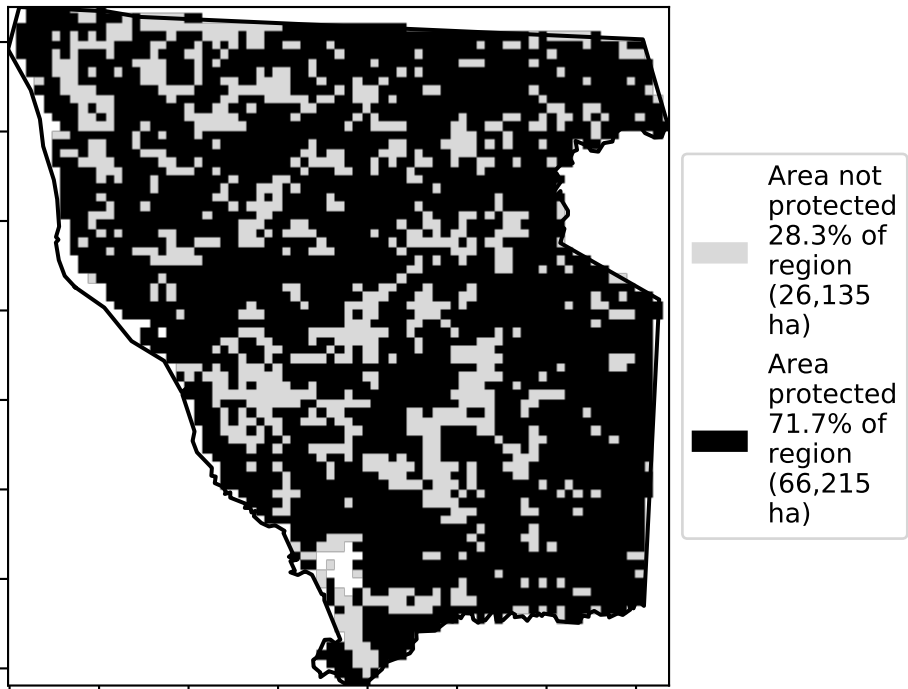 Area not
protected
28.3% of
region
(26,135
ha)
Area
protected
71.7% of
region
(66,215
ha)